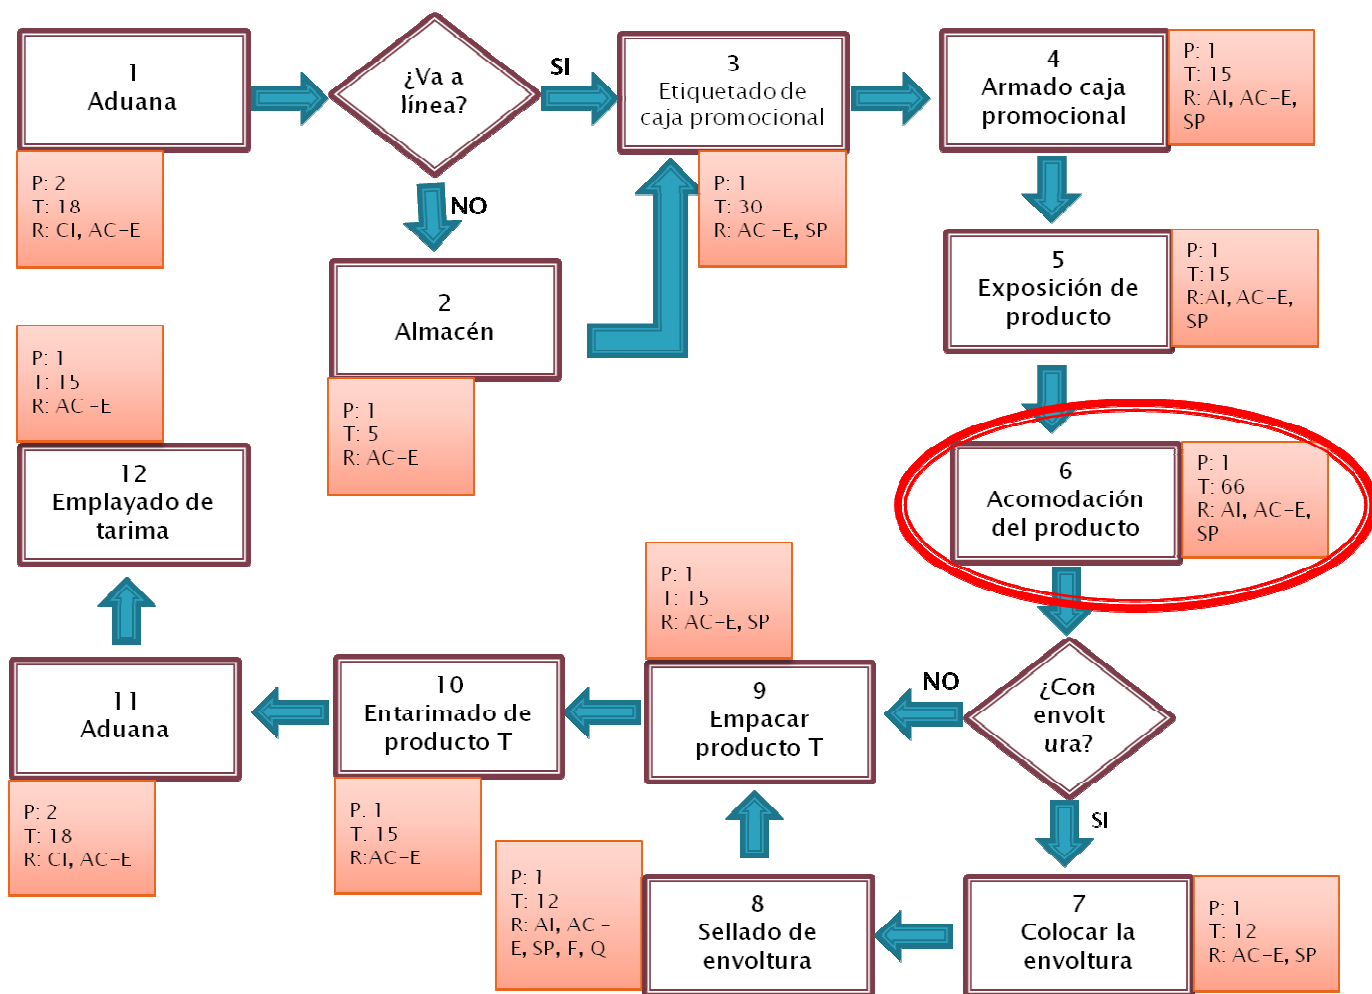 1
Aduana
P: 2
T: 18
R: CI, AC-E
¿Va a
línea?
SI
NO
2
Almacén
P: 1
T: 5
R: AC-E
3
Etiquetado de
caja promocional
P: 1
T: 30
R: AC-E, SP
4
Armado caja
promocional
P: 1
T: 15
R: AI, AC-E,
SP
5
Exposición de
producto
P: 1
T:15
R:AI, AC-E,
SP
6
Acomodación
del producto
P: 1
T: 66
R: AI, AC-E,
SP
¿Con
envolt
ura?
NO
SI
7
Colocar la
envoltura
P: 1
T: 12
R: AC-E, SP
8
Sellado de
envoltura
P: 1
T: 12
R: AI, AC-
E, SP, F, Q
9
Empacar
producto T
P: 1
T: 15
R: AC-E, SP
10
Entarimado de
producto T
P: 1
T: 15
R:AC-E
11
Aduana
P: 2
T: 18
R: CI, AC-E
12
Emplayado de
tarima
P: 1
T: 15
R: AC-E